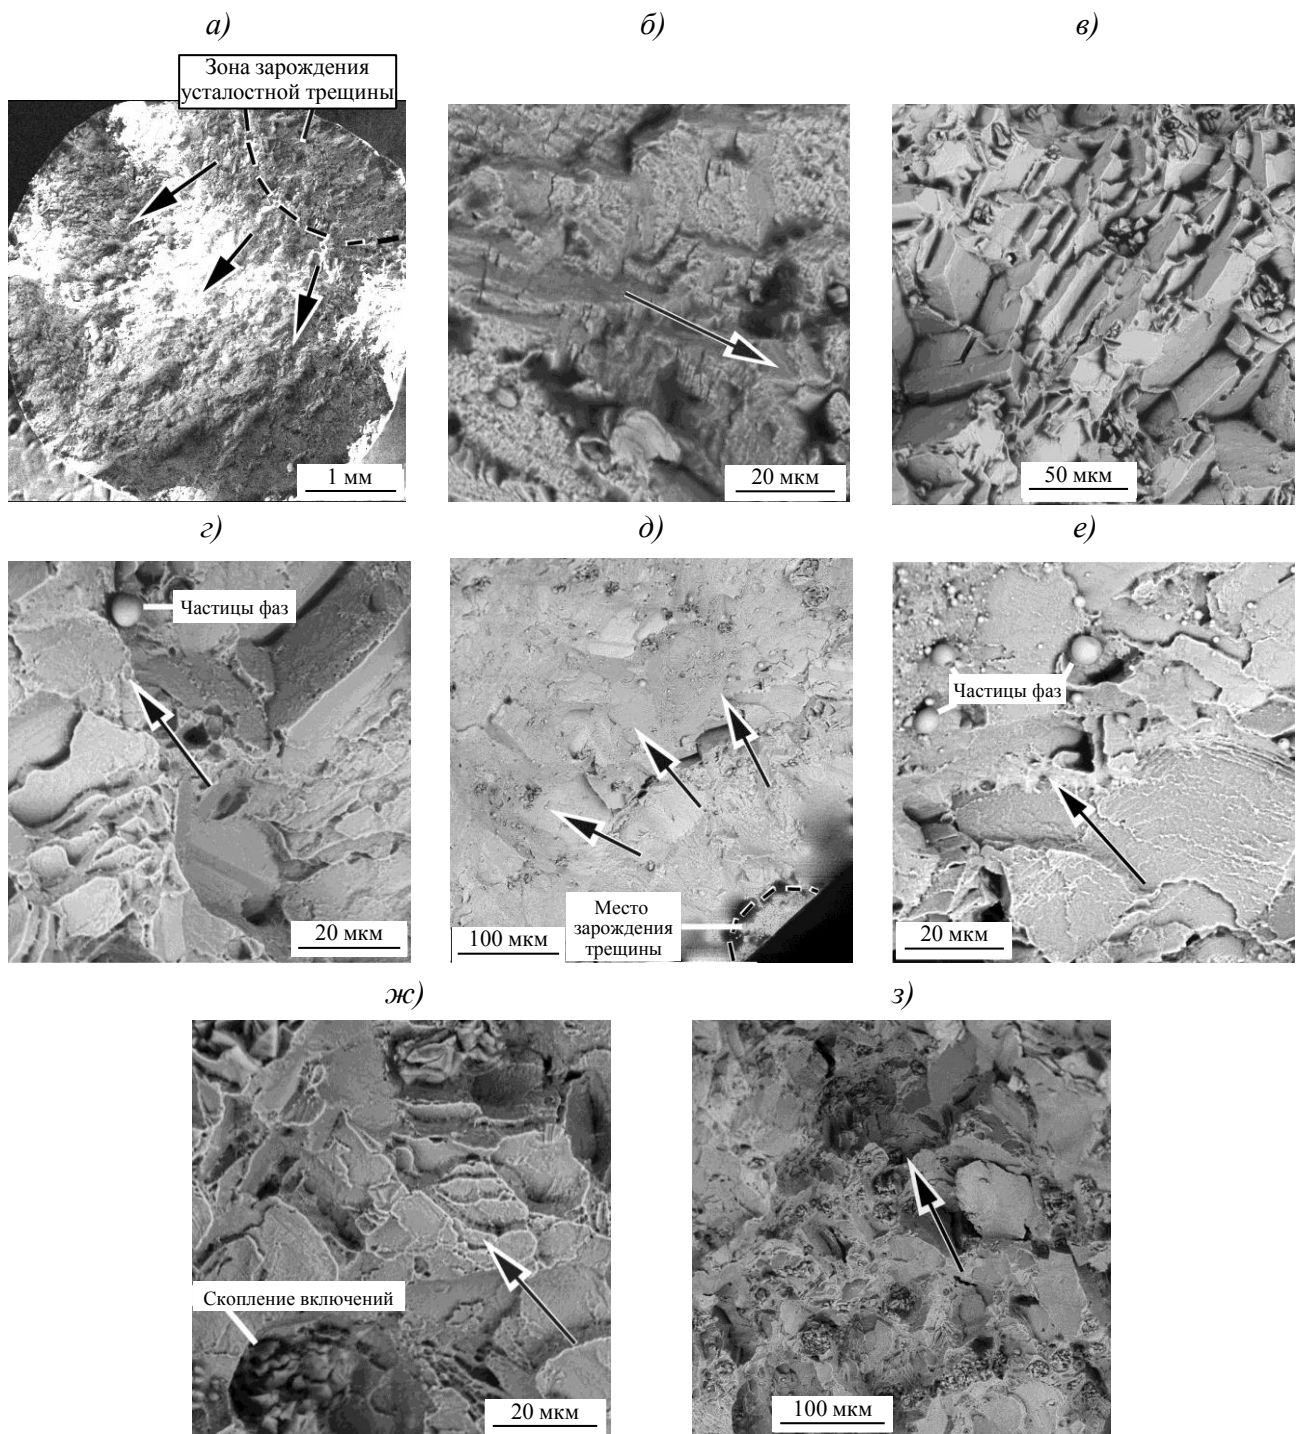 а)
б)
в)
Зона зарождения
усталостной трещины
1 мм
20 мкм
50 мкм
г)
д)
е)
Частицы фаз
20 мкм
Место
зарождения
трещины
100 мкм
Частицы фаз
20 мкм
ж)
з)
Скопление включений
20 мкм
100 мкм